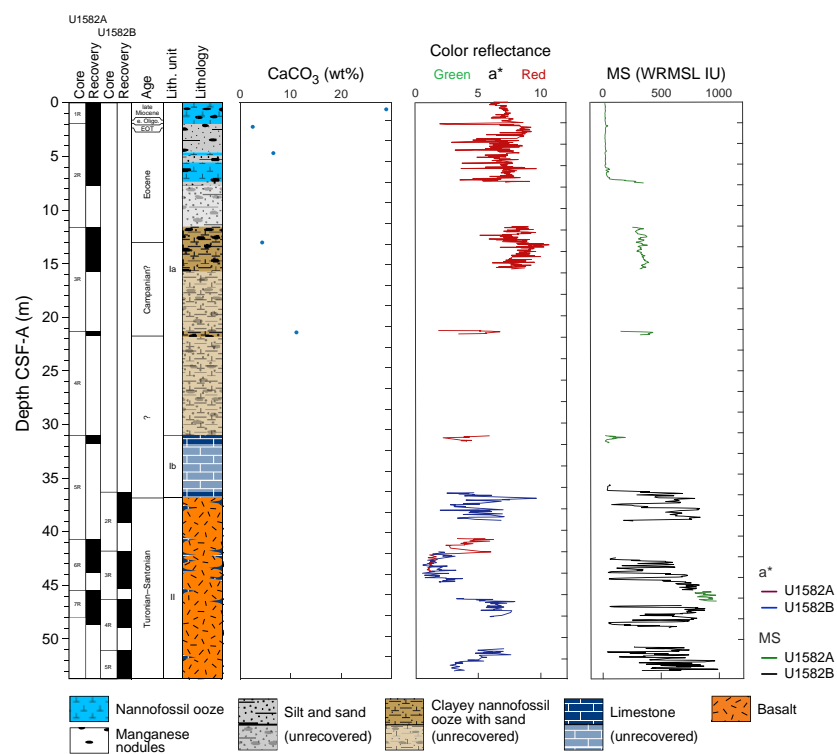 U1582A
U1582B
Core
Recovery
Core
Recovery
Age
Lith. unit
Lithology
CaCO3 (wt%)
0 10 20 30
Color reflectance
Green a* Red
0 5 10
MS (WRMSL IU)
0 500 1000
Depth CSF-A (m)
0
5
10
15
20
25
30
35
40
45
50
1R
2R
3R
4R
5R
6R
7R
2R
3R
4R
5R
late
Miocene
e. Oligo.
EOT
Eocene
Campanian?
?
Turonian–Santonian
Ia
Ib
II
a*
U1582A
U1582B
MS
U1582A
U1582B
Nannofossil ooze
Manganese
nodules
Silt and sand
(unrecovered)
Clayey nannofossil
ooze with sand
(unrecovered)
Limestone
(unrecovered)
Basalt